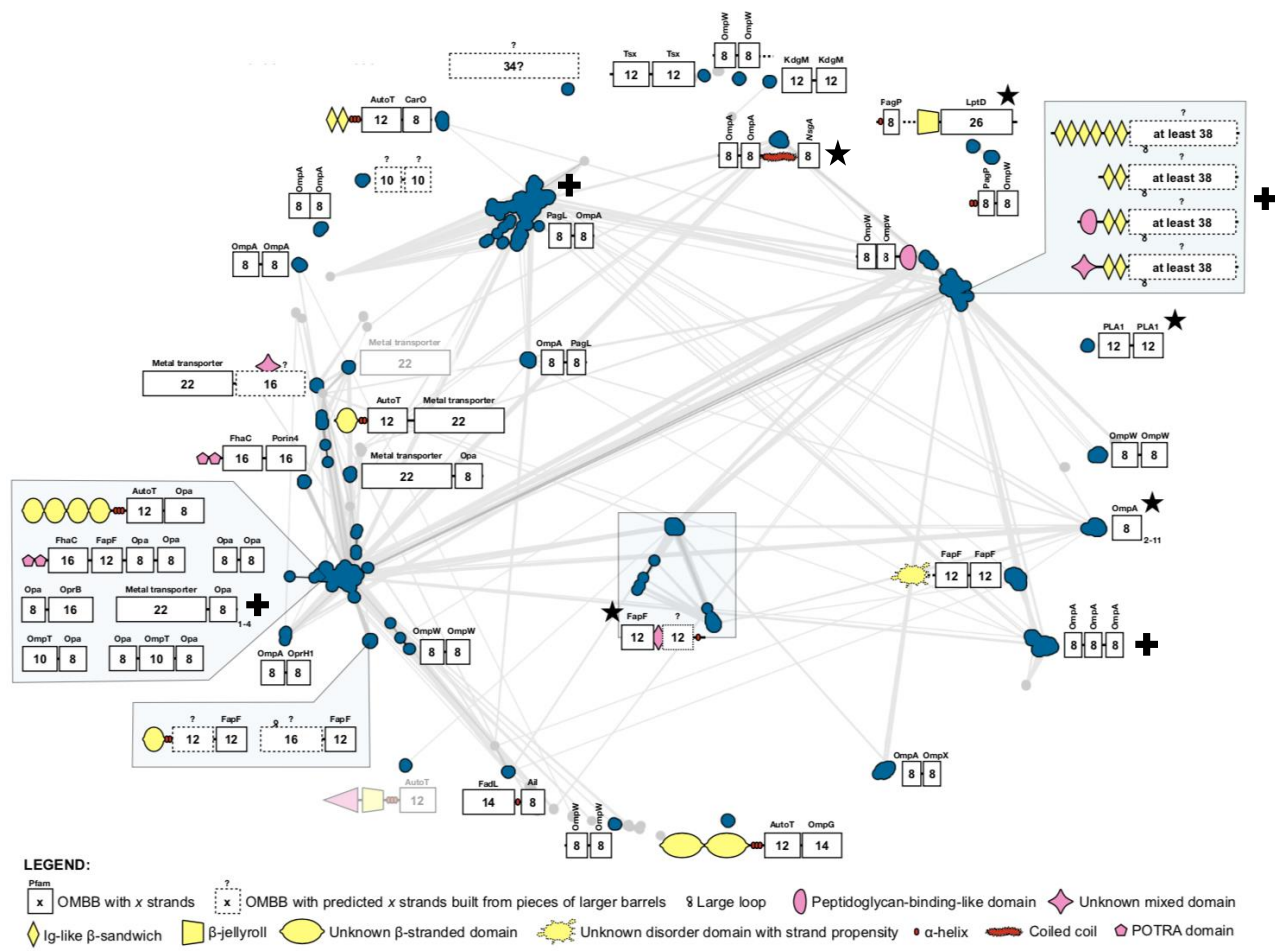 ?
34?
Tsx Tsx
12 12
OmpW OmpW
8 8
KdgM KdgM
12 12
AutoT CarO
12 8
? ?
10 10
OmpA OmpA
8 8
OmpA OmpA NsgA
8 8 8
FagP LptD
8 26
PagP OmpW
8 8
?
at least 38
8
?
at least 38
8
?
at least 38
8
?
at least 38
8
OmpA OmpA
8 8
PagL OmpA
8 8
OmpW OmpW
8 8
PLA1 PLA1
12 12
Metal transporter
22
OmpA PagL
8 8
Metal transporter ?
22 16
AutoT Metal transporter
12 22
FhaC Porin4
16 16
Metal transporter Opa
22 8
OmpW OmpW
8 8
AutoT Opa
12 8
FhaC FapF Opa Opa
16 12 8 8
Opa Opa
8 8
Opa OprB
8 16
Metal transporter Opa
22 8 1-4
OmpT Opa
10 8
Opa OmpT Opa
8 10 8
OmpA
8 2-11
FapF FapF
12 12
FapF ?
12 12
OmpA OmpA OmpA
8 8 8
OmpA OprH1
8 8
OmpW OmpW
8 8
? FapF
12 12
? FapF
16 12
OmpA OmpX
8 8
AutoT
12
FadL Ail
14 8
OmpW OmpW
8 8
AutoT OmpG
12 14
LEGEND:
Pfam
x OMBB with x strands
?
x OMBB with predicted x strands built from pieces of larger barrels
8 Large loop
Peptidoglycan-binding-like domain
Unknown mixed domain
Ig-like β-sandwich
β-jellyroll
Unknown β-stranded domain
Unknown disorder domain with strand propensity
α-helix
Coiled coil
POTRA domain